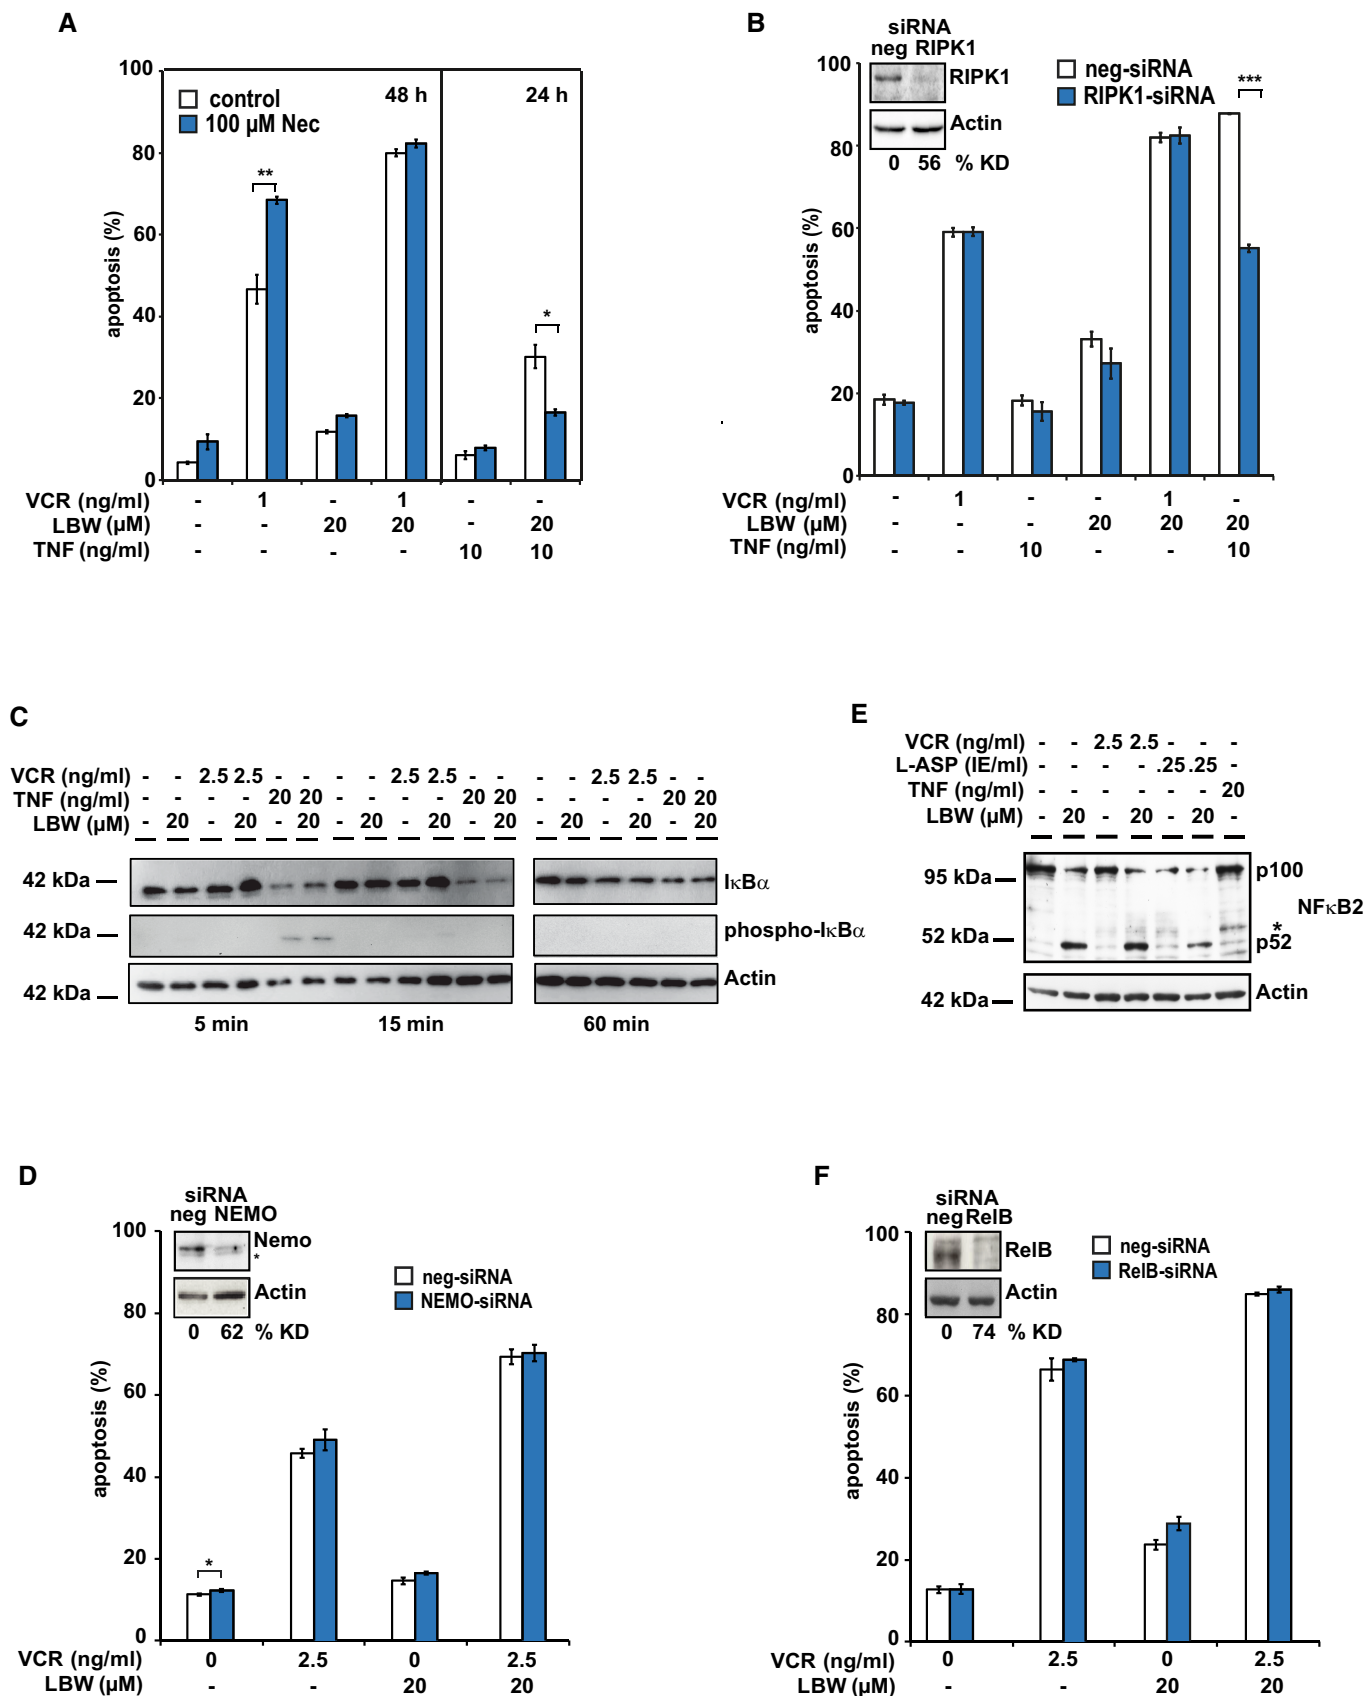 A
100
80
60
40
20
0
apoptosis (%)
control
100 µM Nec
48 h
24 h
**
*
VCR (ng/ml) - 1 - 1 - -
LBW (µM) - - 20 20 - 20
TNF (ng/ml) - - - - 10 10
B
siRNA
neg RIPK1
RIPK1
Actin
0 56 % KD
neg-siRNA
RIPK1-siRNA
***
100
80
60
40
20
0
apoptosis (%)
VCR (ng/ml) - 1 - - 1 -
LBW (µM) - - - 20 20 20
TNF (ng/ml) - - 10 - - 10
C
VCR (ng/ml) - - 2.5 2.5 - - - - 2.5 2.5 - - - - 2.5 2.5 - -
TNF (ng/ml) - - - - 20 20 - - - - 20 20 - - - - 20 20
LBW (µM) - 20 - 20 - 20 - 20 - 20 - 20 - 20 - 20 - 20
42 kDa
IκBα
42 kDa
phospho-IκBα
42 kDa
Actin
5 min 15 min 60 min
E
VCR (ng/ml) - - 2.5 2.5 - - -
L-ASP (IE/ml) - - - - .25 .25 -
TNF (ng/ml) - - - - - - 20
LBW (µM) - 20 - 20 - 20 -
95 kDa
p100
NFκB2
52 kDa
*
p52
42 kDa
Actin
D
siRNA
neg NEMO
Nemo
*
Actin
0 62 % KD
neg-siRNA
NEMO-siRNA
100
80
60
40
20
0
apoptosis (%)
*
VCR (ng/ml) 0 2.5 0 2.5
LBW (µM) - - 20 20
F
siRNA
neg RelB
RelB
Actin
0 74 % KD
neg-siRNA
RelB-siRNA
100
80
60
40
20
0
apoptosis (%)
VCR (ng/ml) 0 2.5 0 2.5
LBW (µM) - - 20 20